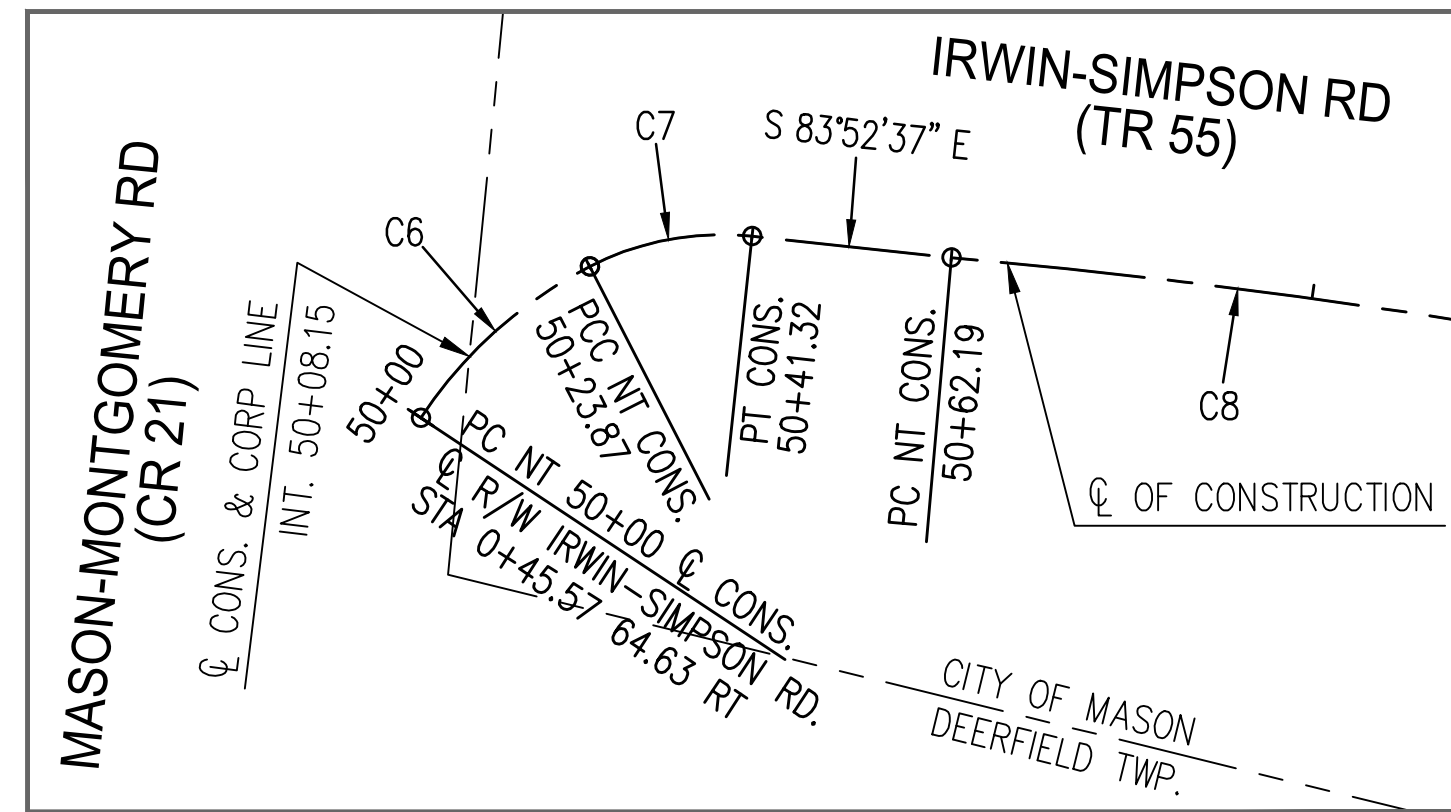 IRWIN-SIMPSON RD
(TR 55)
C7
S 83°52'37" E
MASON-MONTGOMERY RD
(CR 21)
C6
℄ CONS. & CORP LINE
INT. 50+08.15
50+00
PCC NT CONS.
50+23.87
PT CONS.
50+41.32
PC NT CONS.
50+62.19
C8
℄ OF CONSTRUCTION
PC NT 50+00 ℄ CONS.
℄ R/W IRWIN-SIMPSON RD.
STA 0+45.57 64.63 RT
CITY OF MASON
DEERFIELD TWP.